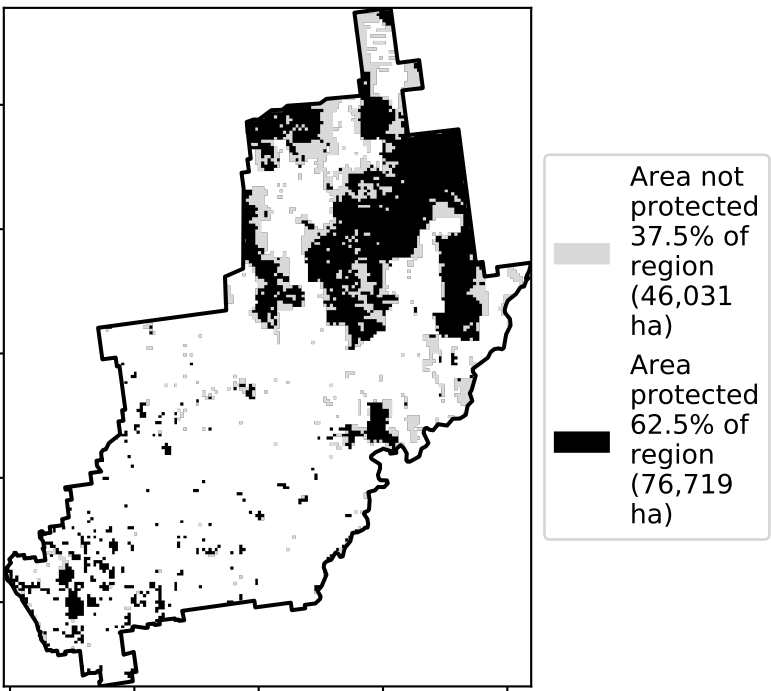 Area not
protected
37.5% of
region
(46,031
ha)
Area
protected
62.5% of
region
(76,719
ha)